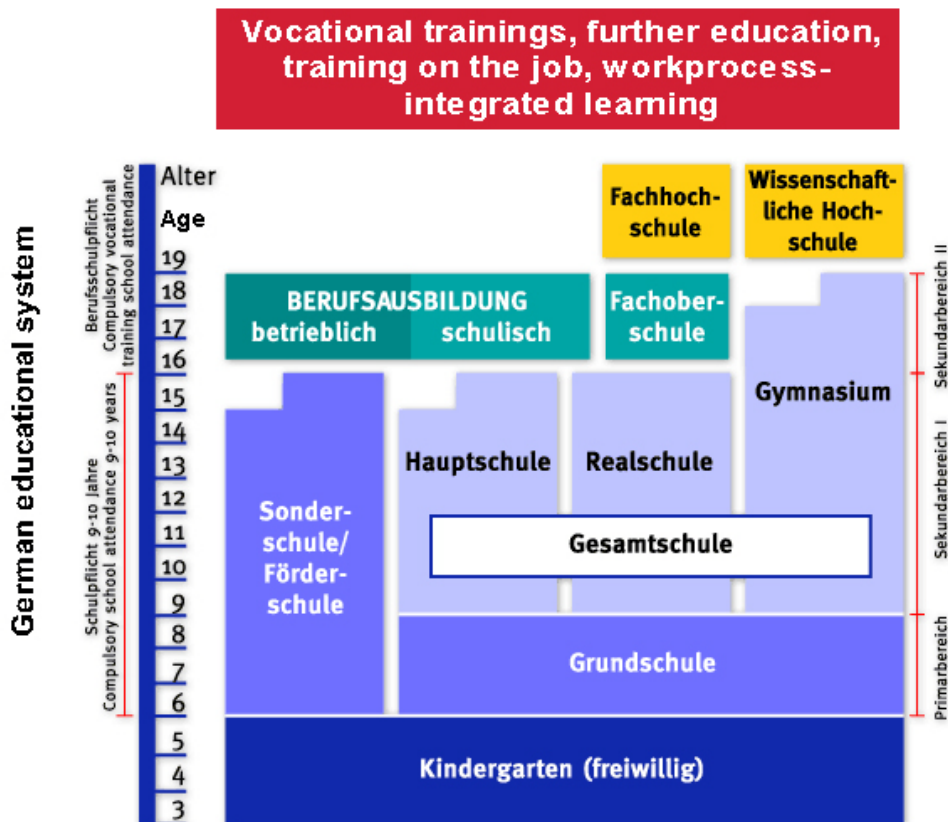 Vocational trainings, further education,
training on the job, workprocess-
integrated learning
German educational system
Berufsschulpflicht
Compulsory vocational
training school attendance
Schulpflicht 9-10 Jahre
Compulsory school attendance 9-10 years
Alter
Age
19
18
17
16
15
14
13
12
11
10
9
8
7
6
5
4
3
Fachhoch-
schule
Wissenschaft-
liche Hoch-
schule
BERUFSAUSBILDUNG
betrieblich schulisch
Fachober-
schule
Gymnasium
Hauptschule
Realschule
Sonder-
schule/
Förder-
schule
Gesamtschule
Grundschule
Kindergarten (freiwillig)
Sekundarbereich II
Sekundarbereich I
Primarbereich